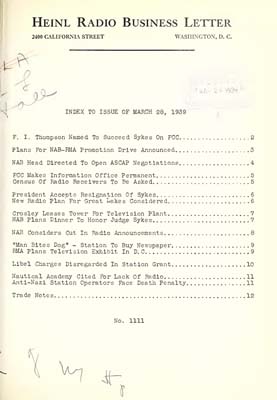 HEINL RADIO BUSINESS LETTER
2400 CALIFORNIA STREET WASHINGTON, D. C.
INDEX TO ISSUE OF MARCH 28, 1939
F. I. Thompson Named To Succeed Sykes On FCC.......................2
Plans For NAB-RMA Promotion Drive Announced........................3
NAB Head Directed To Open ASCAP Negotiations.......................4
FCC Makes Information Office Permanent.............................5
Census Of Radio Receivers To Be Asked..............................5
President Accepts Resignation Of Sykes.............................6
New Radio Plan For Great Lakes Considered..........................6
Crosley Leases Tower For Television Plant..........................7
NAB Plans Dinner To Honor Judge Sykes..............................7
NAB Considers Cut In Radio Announcements...........................8
"Man Bites Dog" - Station To Buy Newspaper.........................9
RMA Plans Television Exhibit In D.C................................9
Libel Charges Disregarded In Station Grant........................10
Nautical Academy Cited For Lack Of Radio..........................11
Anti-Nazi Station Operators Face Death Penalty....................11
Trade Notes.......................................................12
No. 1111